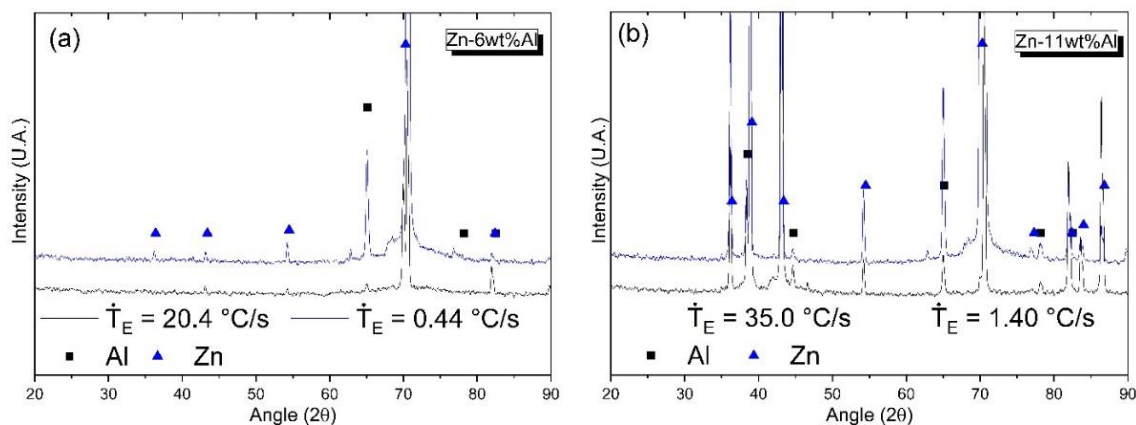 (a)
Zn-6wt%Al
Intensity (U.A.)
Ṫ_E = 20.4 °C/s
Ṫ_E = 0.44 °C/s
Al
Zn
20 30 40 50 60 70 80 90
Angle (2θ)
(b)
Zn-11wt%Al
Intensity (U.A.)
Ṫ_E = 35.0 °C/s
Ṫ_E = 1.40 °C/s
Al
Zn
20 30 40 50 60 70 80 90
Angle (2θ)